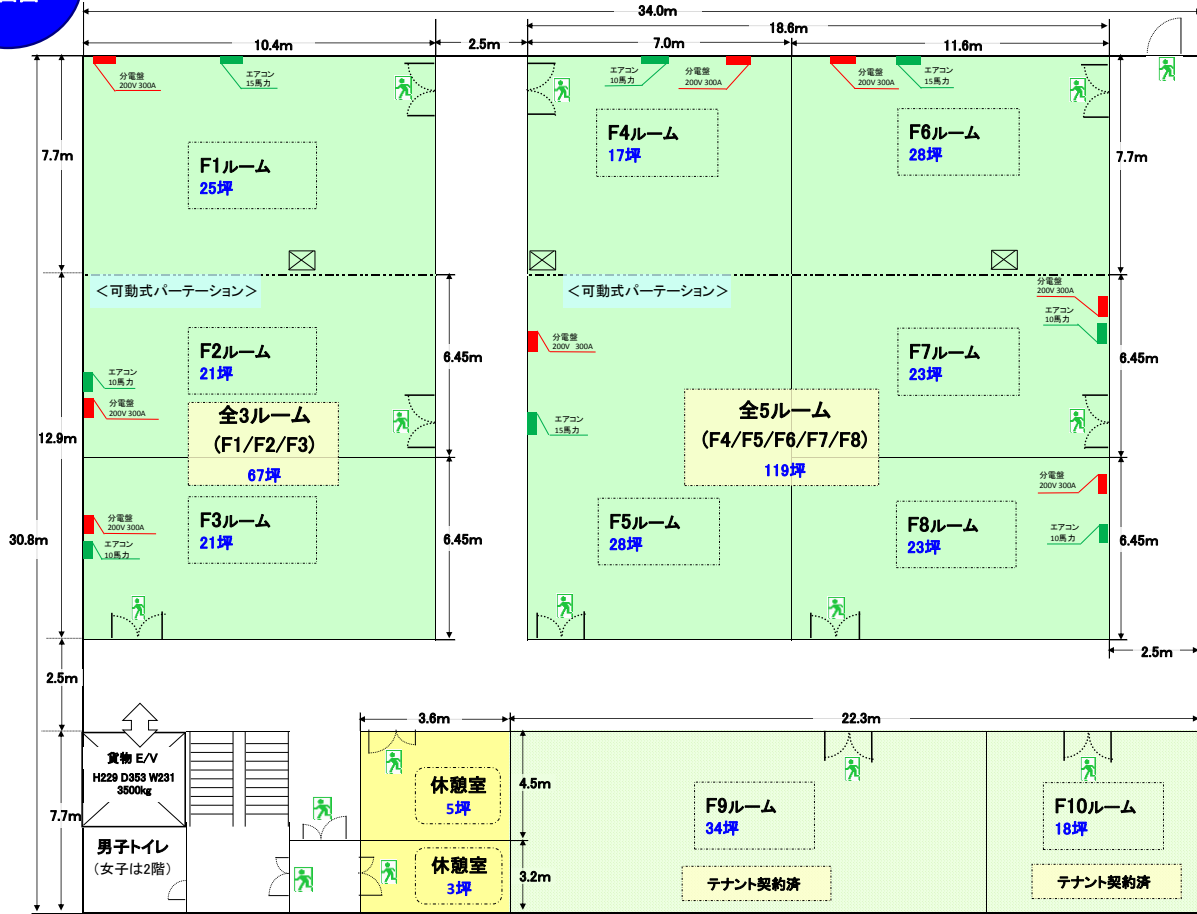 34.0m
18.6m
10.4m
2.5m
7.0m
11.6m
分電盤
200V 300A
エアコン
15馬力
エアコン
10馬力
分電盤
200V 300A
分電盤
200V 300A
エアコン
15馬力
7.7m
F1ルーム
25坪
F4ルーム
17坪
F6ルーム
28坪
7.7m
<可動式パーテーション>
<可動式パーテーション>
分電盤
200V 300A
エアコン
10馬力
分電盤
200V 300A
F2ルーム
21坪
6.45m
F7ルーム
23坪
6.45m
エアコン
10馬力
分電盤
200V 300A
エアコン
15馬力
12.9m
全3ルーム
(F1/F2/F3)
67坪
全5ルーム
(F4/F5/F6/F7/F8)
119坪
分電盤
200V 300A
分電盤
200V 300A
エアコン
10馬力
F3ルーム
21坪
F5ルーム
28坪
F8ルーム
23坪
エアコン
10馬力
30.8m
6.45m
6.45m
2.5m
2.5m
3.6m
22.3m
貨物 E/V
H229 D353 W231
3500kg
7.7m
休憩室
5坪
4.5m
F9ルーム
34坪
F10ルーム
18坪
男子トイレ
(女子は2階)
休憩室
3坪
3.2m
テナント契約済
テナント契約済